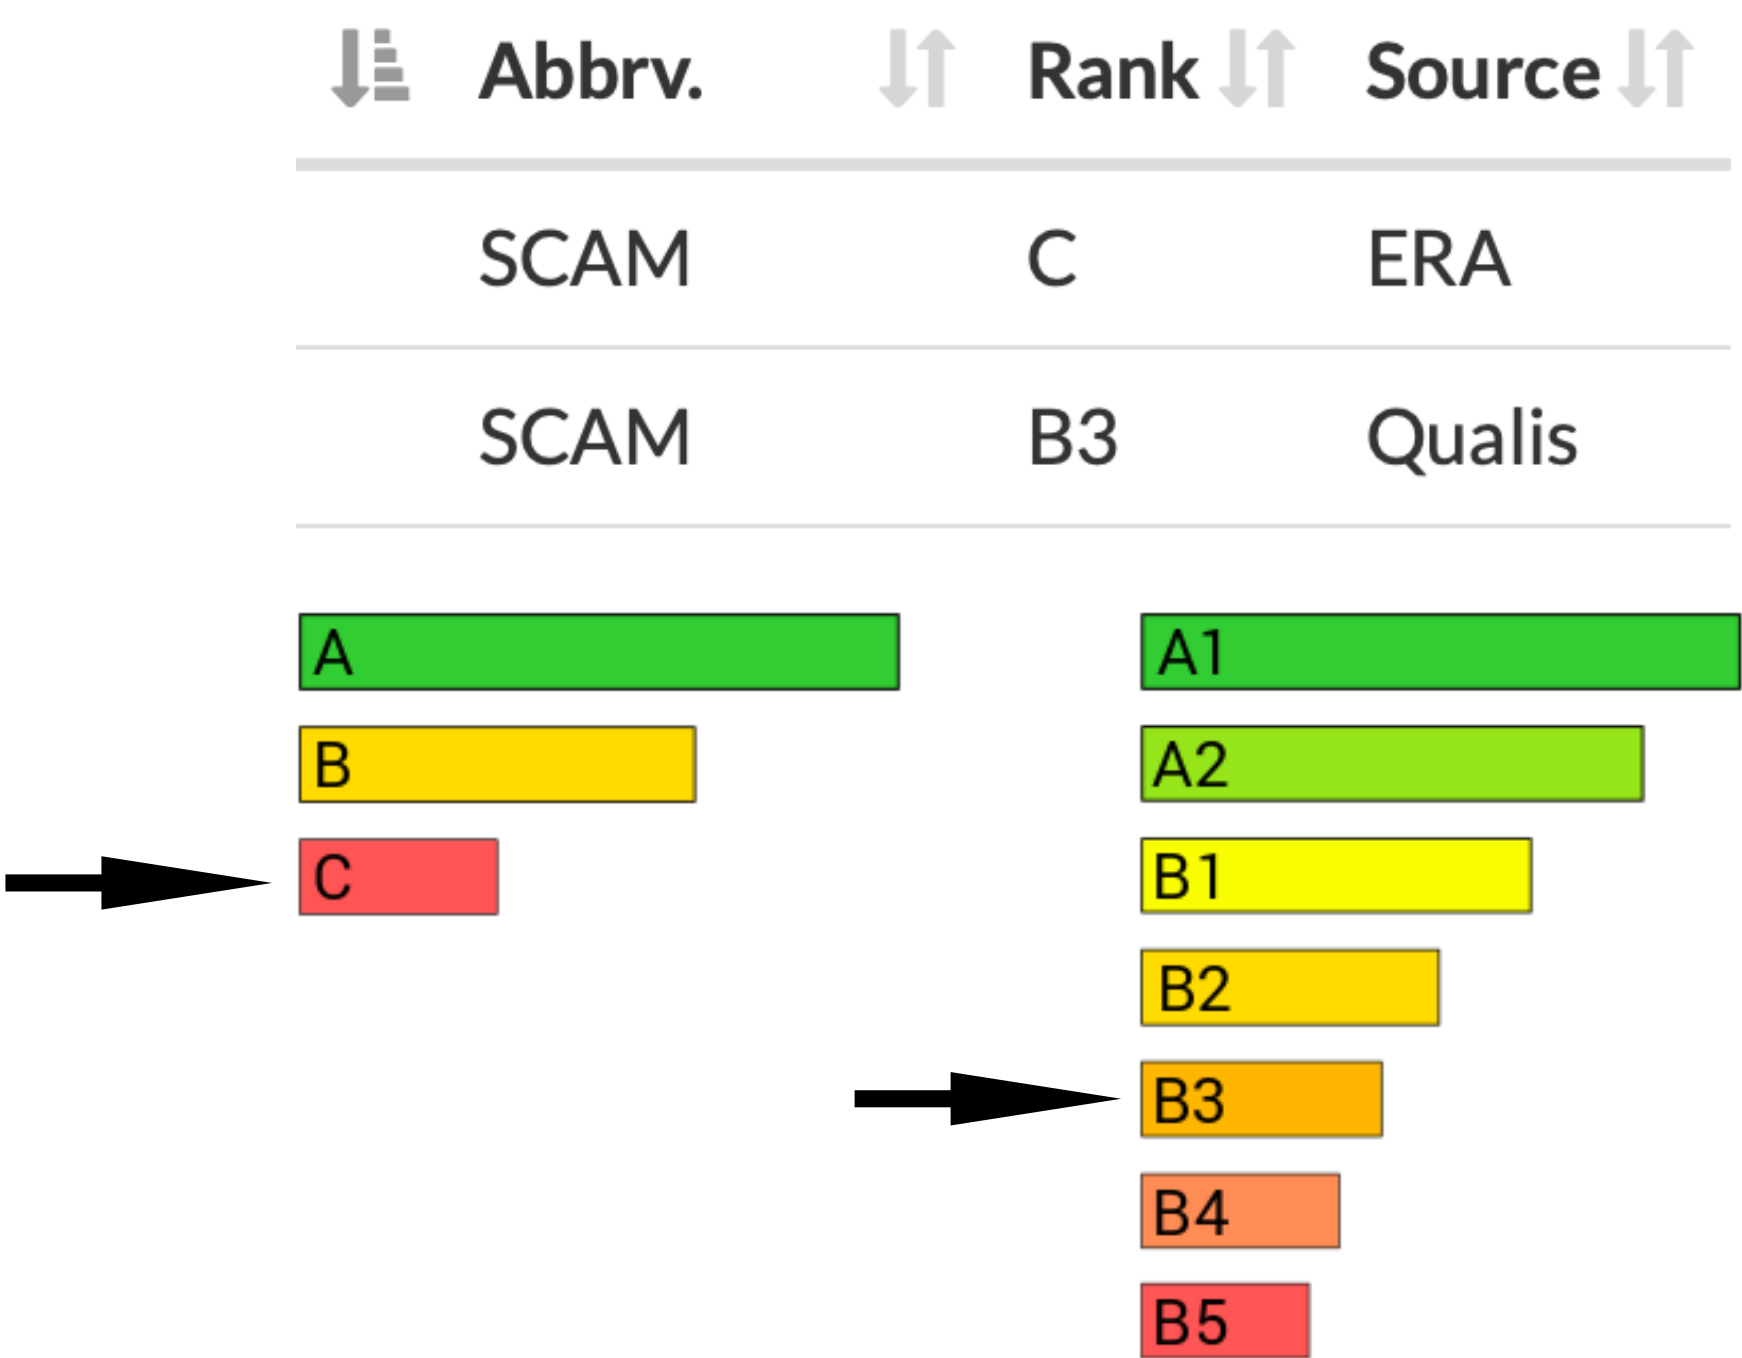 Abbrv. Rank Source
SCAM C ERA
SCAM B3 Qualis
A
B
C
A1
A2
B1
B2
B3
B4
B5